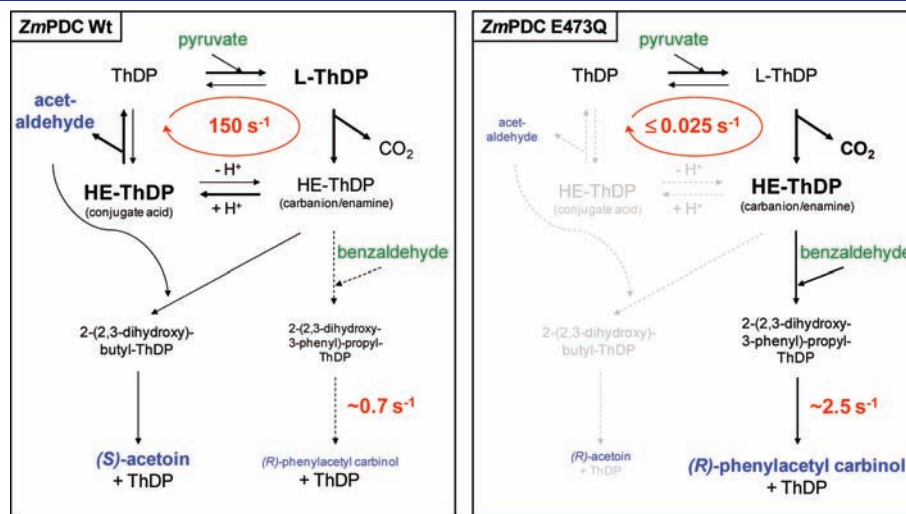 ZmPDC Wt
pyruvate
ThDP
L-ThDP
acet-
aldehyde
150 s⁻¹
CO₂
- H⁺
HE-ThDP
(conjugate acid)
+ H⁺
HE-ThDP
(carbanion/enamine)
benzaldehyde
2-(2,3-dihydroxy)-
butyl-ThDP
2-(2,3-dihydroxy-
3-phenyl)-propyl-
ThDP
~0.7 s⁻¹
(S)-acetoin
+ ThDP
(R)-phenylacetyl carbinol
+ ThDP
ZmPDC E473Q
pyruvate
ThDP
L-ThDP
acet-
aldehyde
≤ 0.025 s⁻¹
CO₂
- H⁺
HE-ThDP
(conjugate acid)
+ H⁺
HE-ThDP
(carbanion/enamine)
benzaldehyde
2-(2,3-dihydroxy)-
butyl-ThDP
2-(2,3-dihydroxy-
3-phenyl)-propyl-
ThDP
~2.5 s⁻¹
(R)-acetoin
+ ThDP
(R)-phenylacetyl carbinol
+ ThDP